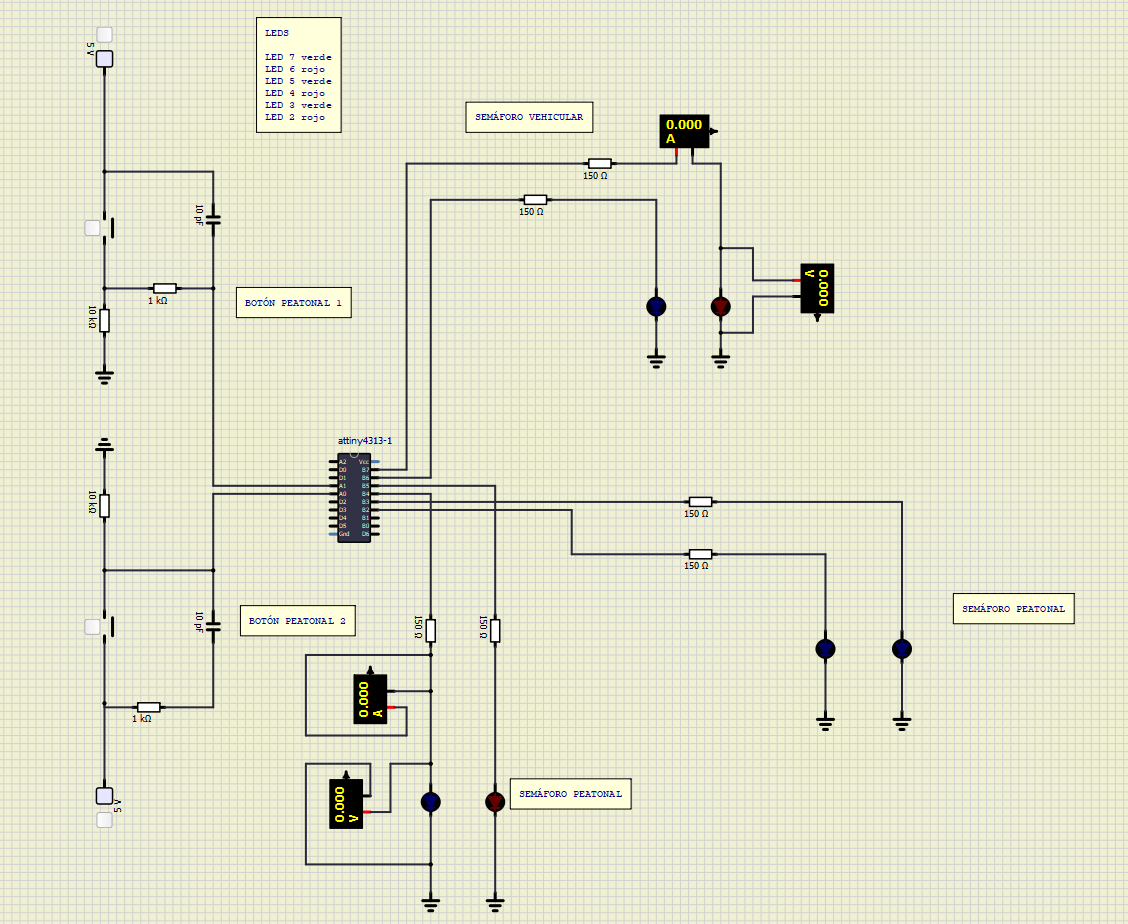 5 V
LEDS
LED 7 verde
LED 6 rojo
LED 5 verde
LED 4 rojo
LED 3 verde
LED 2 rojo
SEMÁFORO VEHICULAR
0.000
A
150 Ω
150 Ω
10 pF
0.000
V
1 kΩ
BOTÓN PEATONAL 1
10 kΩ
attiny4313-1
A2 Vcc
D0 B7
D1 B6
A1 B5
A0 B4
D2 B3
D3 B2
D4 B1
D5 B0
Gnd D6
10 kΩ
150 Ω
150 Ω
10 pF
BOTÓN PEATONAL 2
150 Ω
150 Ω
SEMÁFORO PEATONAL
0.000
A
1 kΩ
0.000
V
SEMÁFORO PEATONAL
5 V